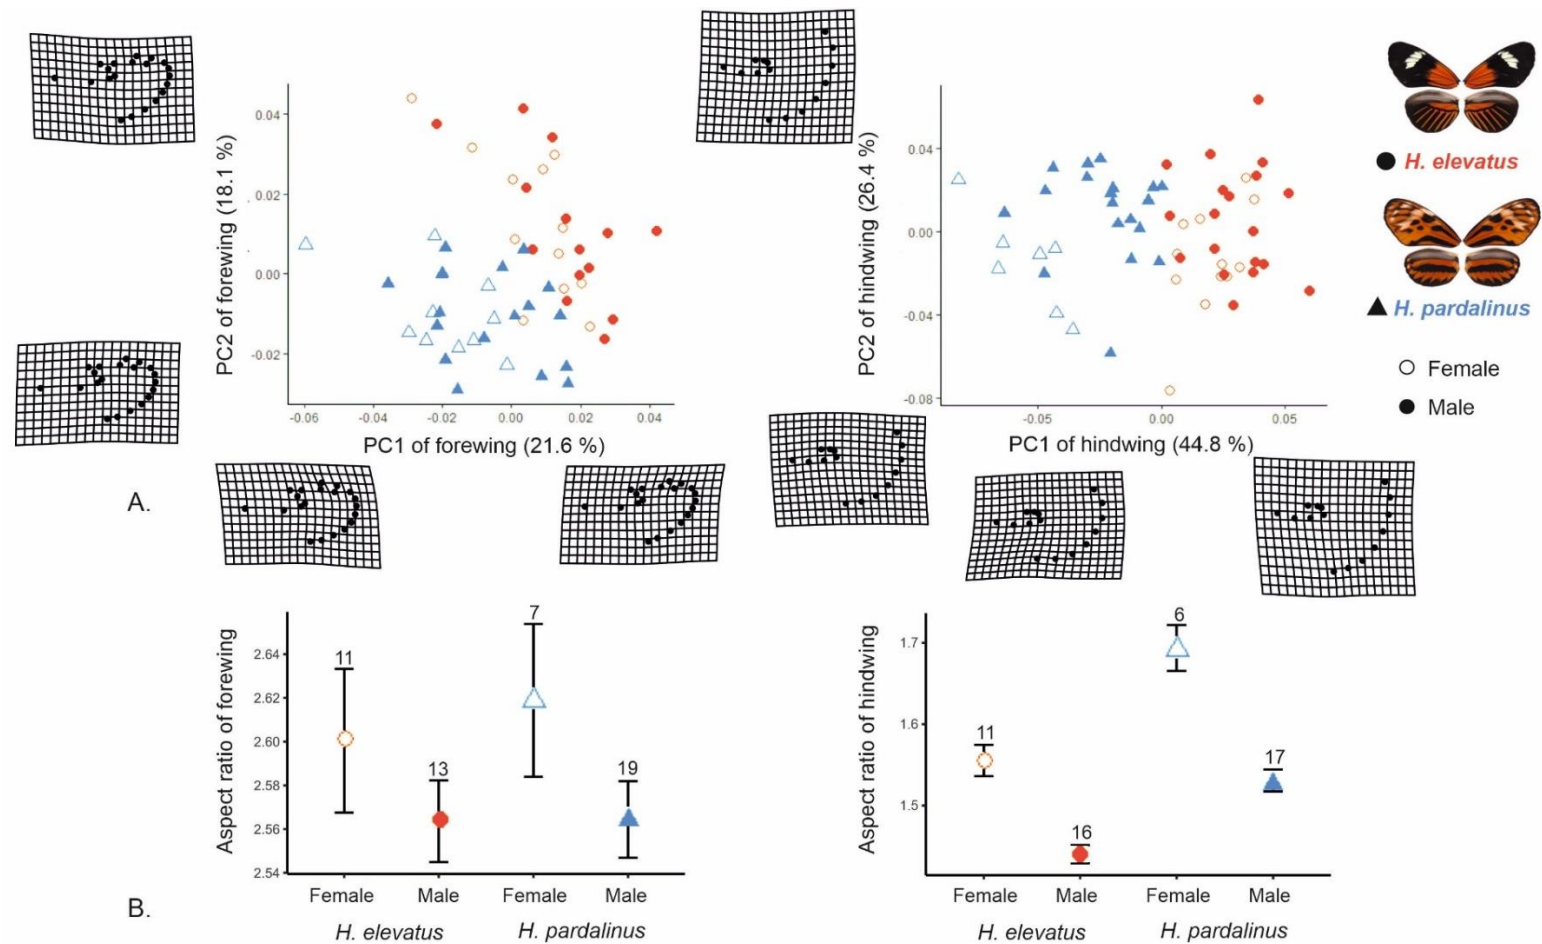 PC2 of forewing (18.1 %)
0.04
0.02
0.00
-0.02
-0.06
-0.04
-0.02
0.00
0.02
0.04
PC1 of forewing (21.6 %)
PC2 of hindwing (26.4 %)
0.04
0.00
-0.04
-0.08
-0.05
0.00
0.05
PC1 of hindwing (44.8 %)
H. elevatus
H. pardalinus
Female
Male
A.
Aspect ratio of forewing
2.64
2.62
2.60
2.58
2.56
2.54
11
13
7
19
Female
Male
Female
Male
H. elevatus
H. pardalinus
Aspect ratio of hindwing
1.7
1.6
1.5
11
16
6
17
Female
Male
Female
Male
H. elevatus
H. pardalinus
B.